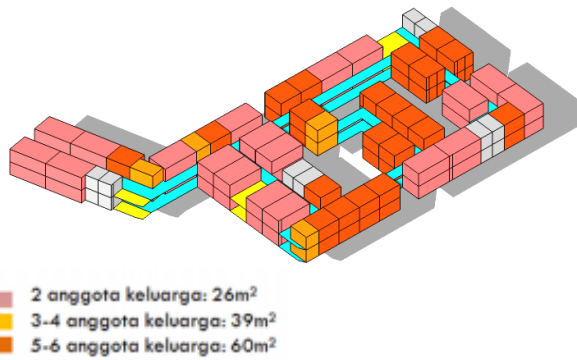 2 anggota keluarga: 26m²
3-4 anggota keluarga: 39m²
5-6 anggota keluarga: 60m²